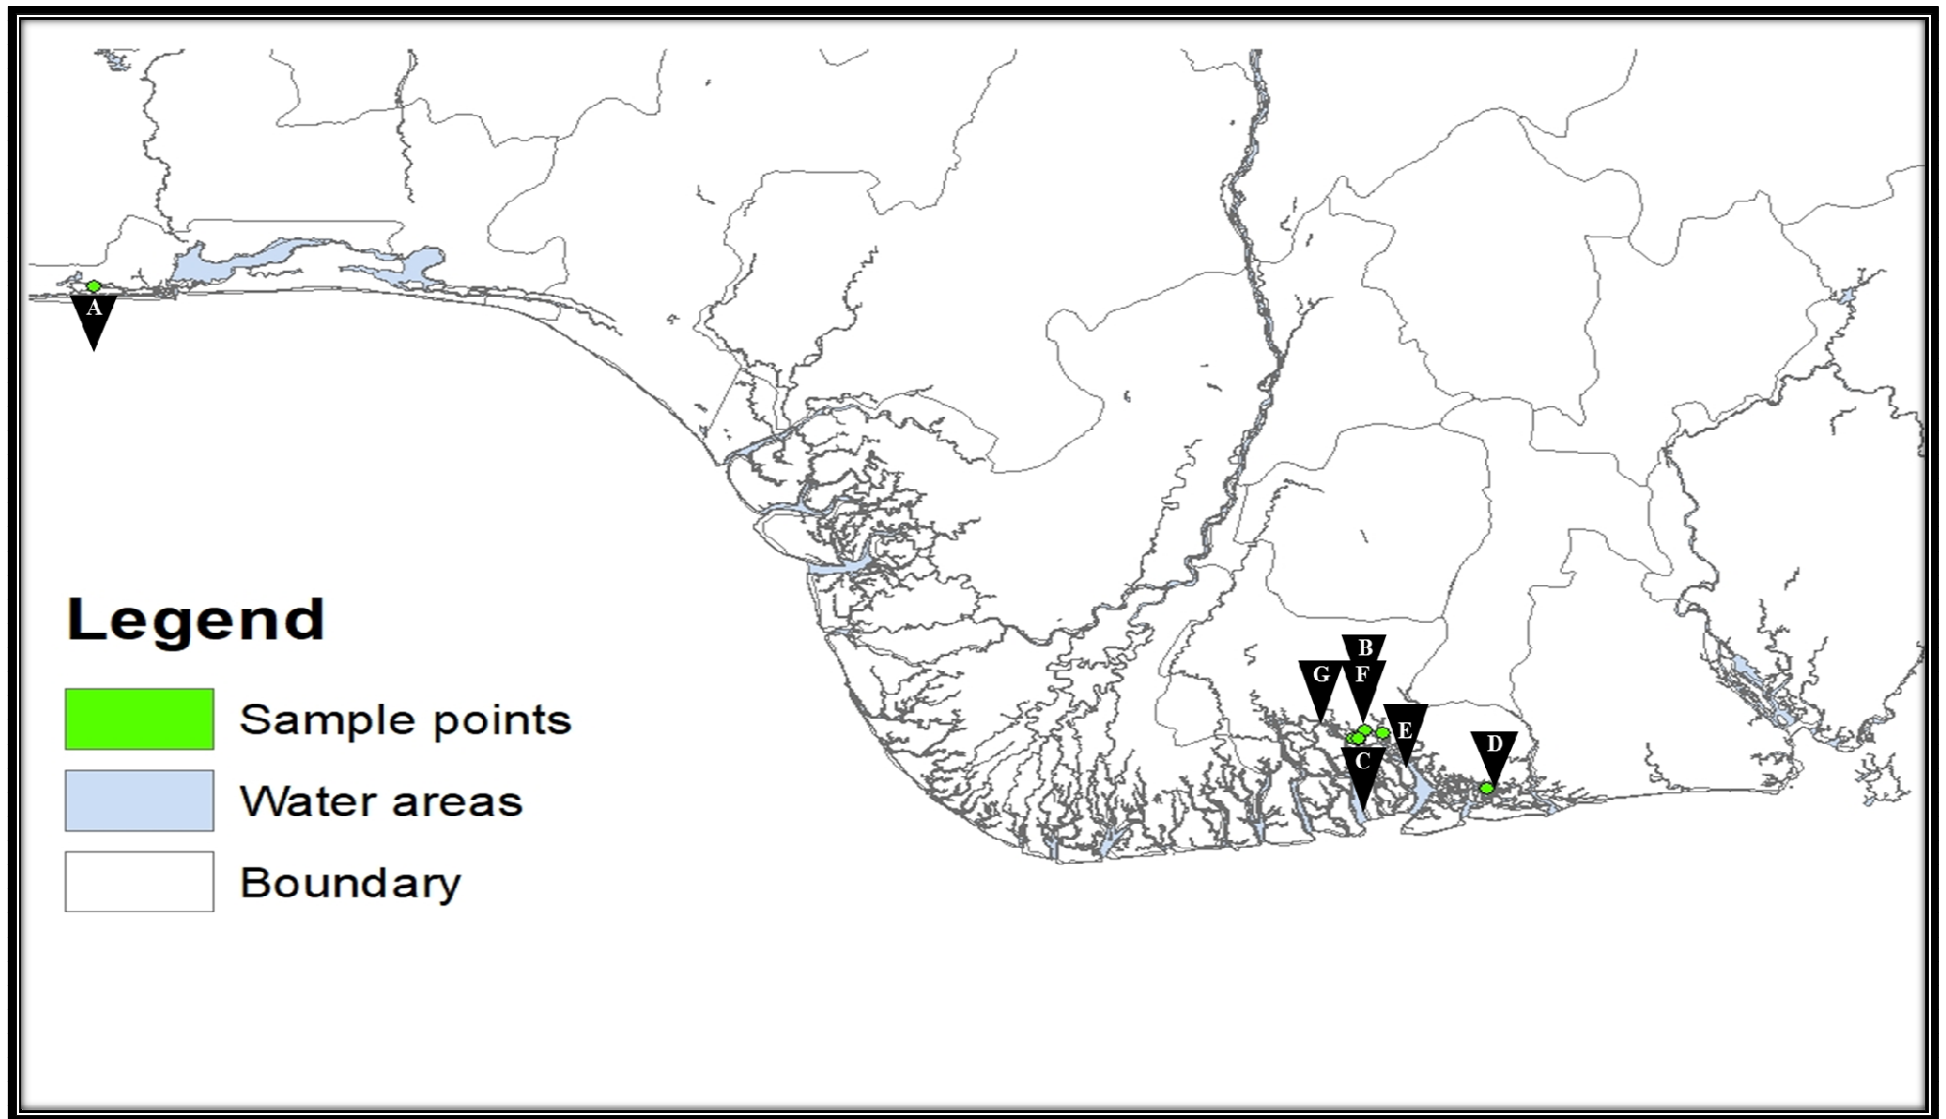 A
Legend
Sample points
Water areas
Boundary
B
G F
E
D
C